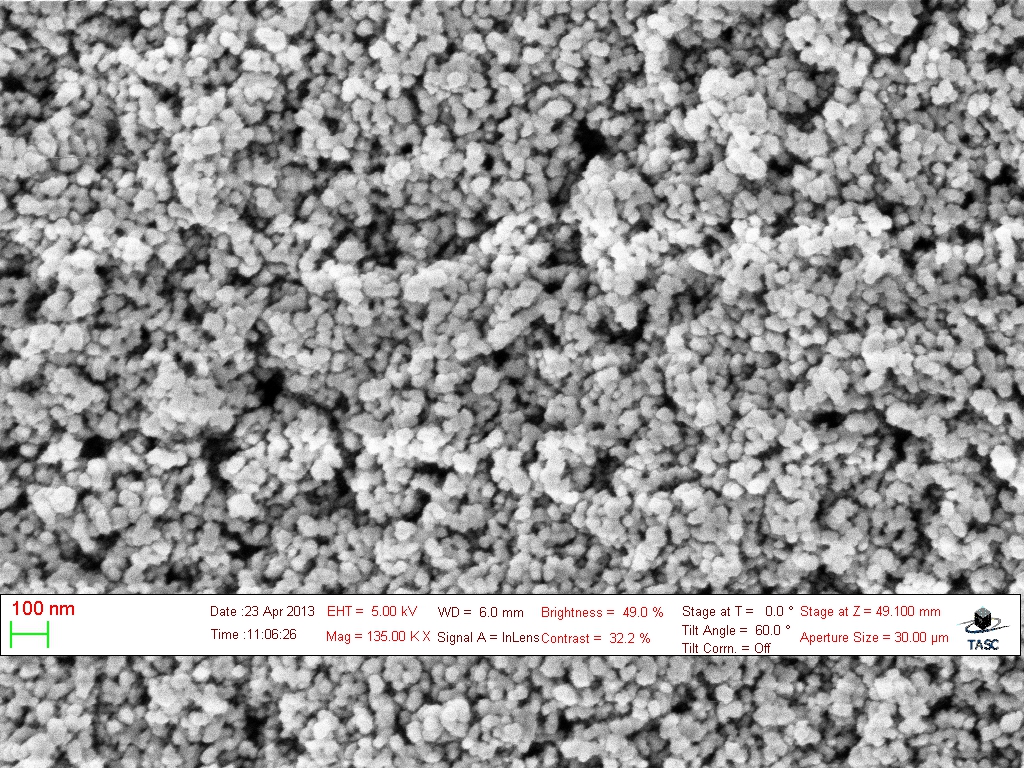 100 nm
Date :23 Apr 2013 EHT = 5.00 kV WD = 6.0 mm Brightness = 49.0 % Stage at T = 0.0 ° Stage at Z = 49.100 mm
Time :11:06:26 Mag = 135.00 K X Signal A = InLens Contrast = 32.2 % Tilt Angle = 60.0 ° Aperture Size = 30.00 µm
Tilt Corrn. = Off
TASC